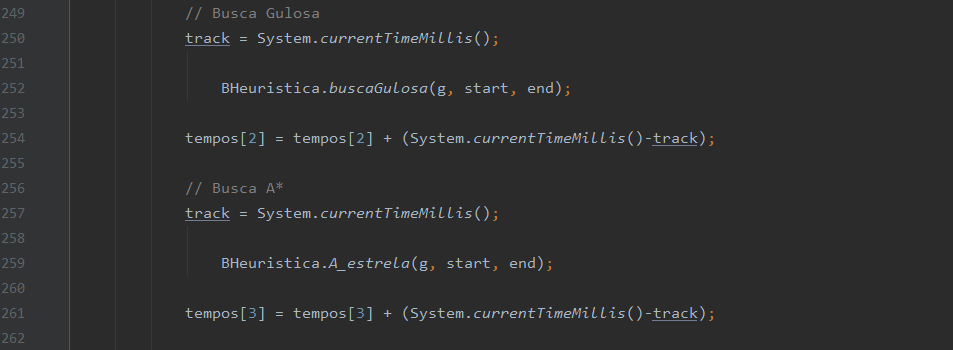 249 // Busca Gulosa
250 track = System.currentTimeMillis();
251
252 BHeuristica.buscaGulosa(g, start, end);
253
254 tempos[2] = tempos[2] + (System.currentTimeMillis()-track);
255
256 // Busca A*
257 track = System.currentTimeMillis();
258
259 BHeuristica.A_estrela(g, start, end);
260
261 tempos[3] = tempos[3] + (System.currentTimeMillis()-track);
262